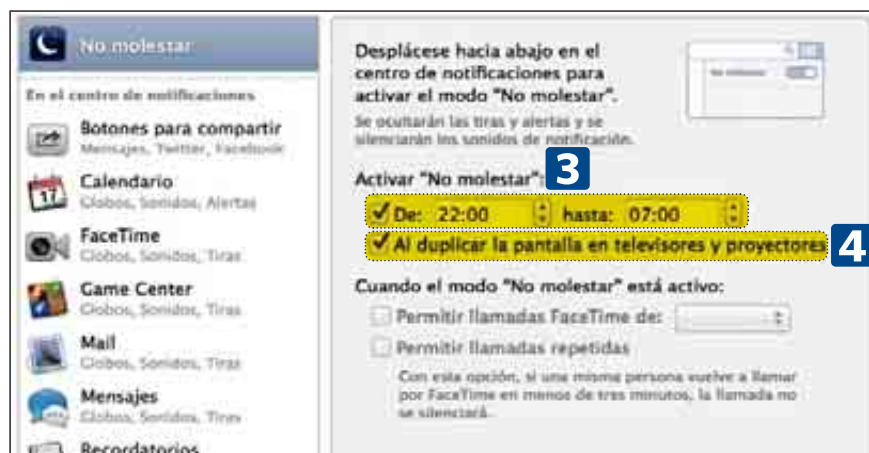 No molestar
En el centro de notificaciones
Botones para compartir
Mensajes, Twitter, Facebook
17
Calendario
Globos, Sonidos, Alertas
FaceTime
Globos, Sonidos, Tiras
Game Center
Globos, Sonidos, Tiras
Mail
Globos, Sonidos, Tiras
Mensajes
Globos, Sonidos, Tiras
Recordatorios
Desplácese hacia abajo en el
centro de notificaciones para
activar el modo "No molestar".
Se ocultarán las tiras y alertas y se
silenciarán los sonidos de notificación.
No molestar
Activar "No molestar":
3
De: 22:00 hasta: 07:00
Al duplicar la pantalla en televisores y proyectores
4
Cuando el modo "No molestar" está activo:
Permitir llamadas FaceTime de:
Permitir llamadas repetidas
Con esta opción, si una misma persona vuelve a llamar
por FaceTime en menos de tres minutos, la llamada no
se silenciará.